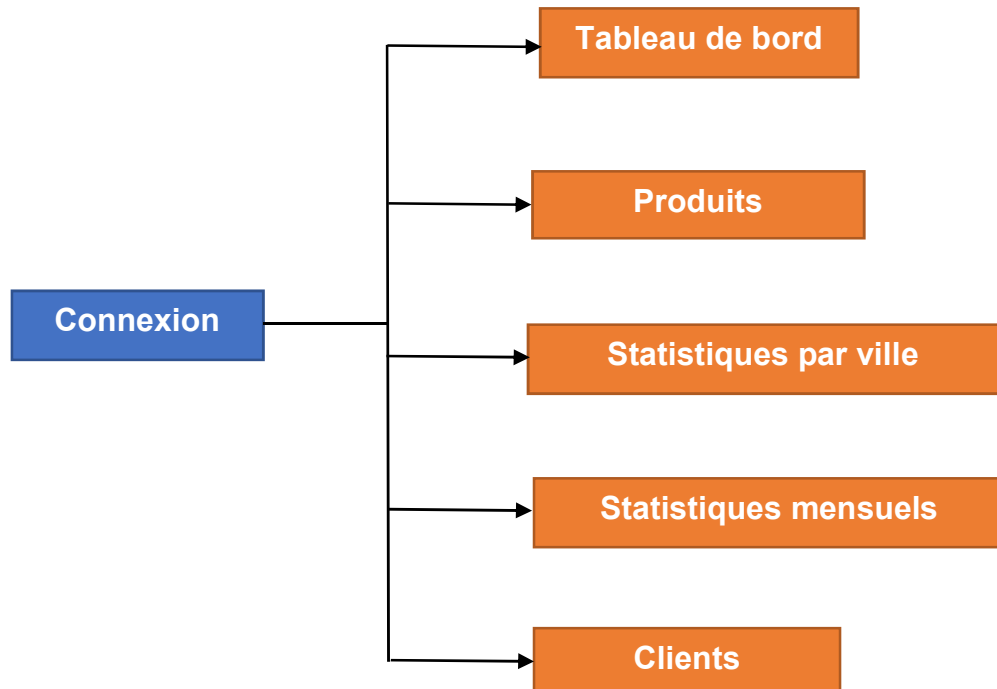 Tableau de bord
Produits
Connexion
Statistiques par ville
Statistiques mensuels
Clients